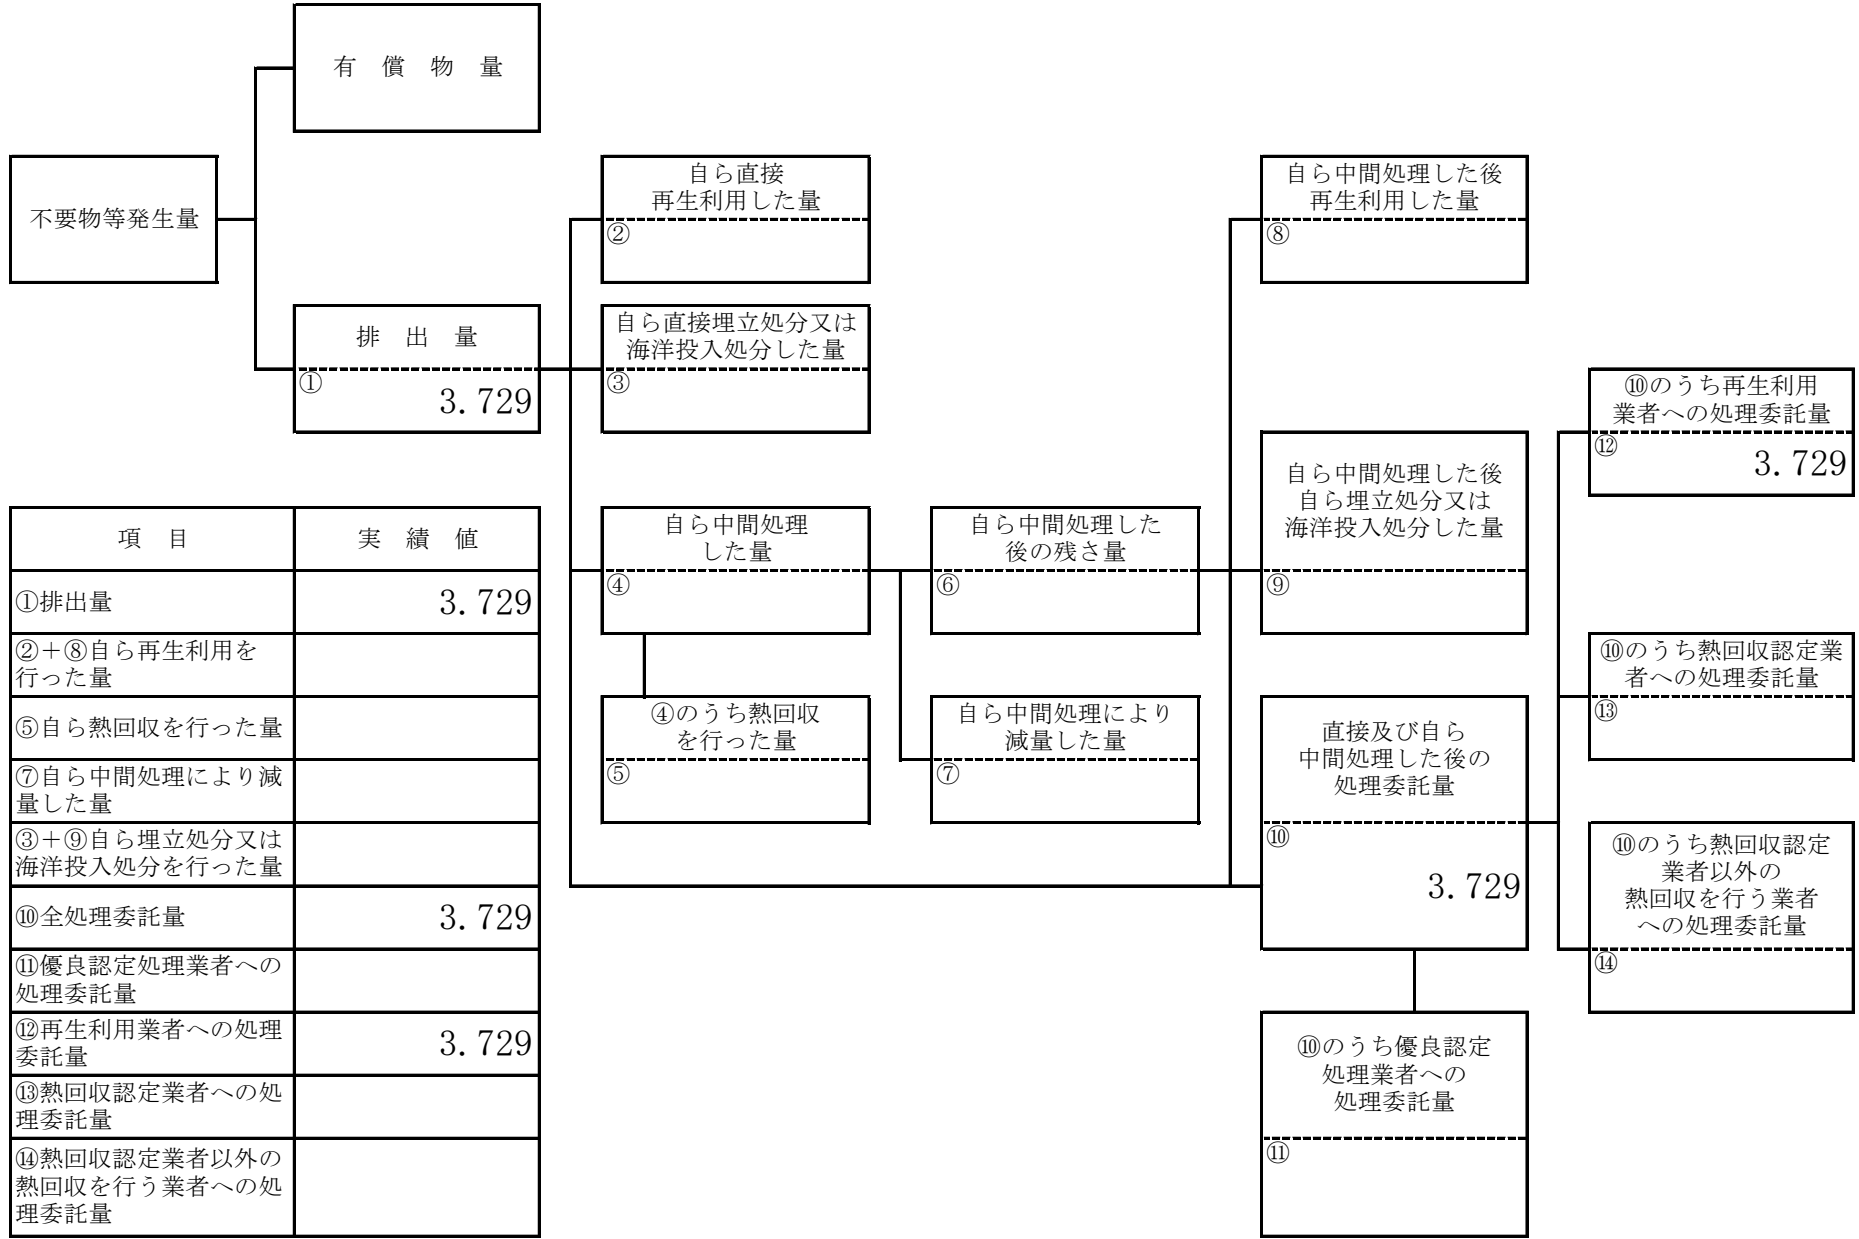 有 償 物 量
不要物等発生量
排 出 量
①
3.729
自ら直接
再生利用した量
②
自ら直接埋立処分又は
海洋投入処分した量
③
自ら中間処理
した量
④
④のうち熱回収
を行った量
⑤
自ら中間処理した
後の残さ量
⑥
自ら中間処理により
減量した量
⑦
自ら中間処理した後
再生利用した量
⑧
自ら中間処理した後
自ら埋立処分又は
海洋投入処分した量
⑨
直接及び自ら
中間処理した後の
処理委託量
⑩
3.729
⑩のうち優良認定
処理業者への
処理委託量
⑪
⑩のうち再生利用
業者への処理委託量
⑫
3.729
⑩のうち熱回収認定業
者への処理委託量
⑬
⑩のうち熱回収認定
業者以外の
熱回収を行う業者
への処理委託量
⑭
項 目 実 績 値
①排出量 3.729
②＋⑧自ら再生利用を
行った量
⑤自ら熱回収を行った量
⑦自ら中間処理により減
量した量
③＋⑨自ら埋立処分又は
海洋投入処分を行った量
⑩全処理委託量 3.729
⑪優良認定処理業者への
処理委託量
⑫再生利用業者への処理
委託量 3.729
⑬熱回収認定業者への処
理委託量
⑭熱回収認定業者以外の
熱回収を行う業者への処
理委託量